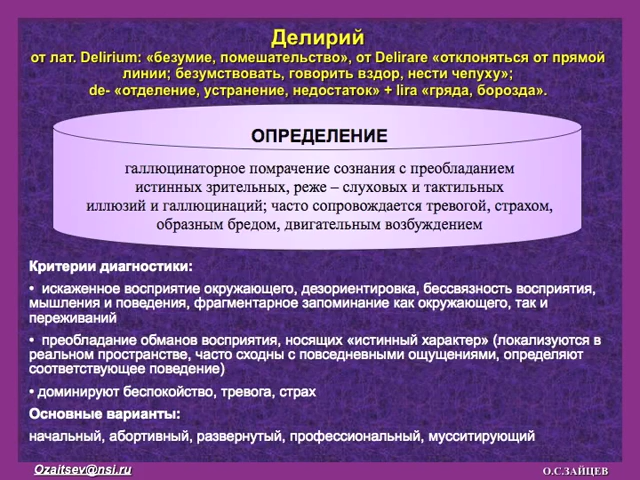 Делирий
от лат. Delirium: «безумие, помешательство», от Delirare «отклоняться от прямой
линии; безумствовать, говорить вздор, нести чепуху»;
de- «отделение, устранение, недостаток» + lira «гряда, борозда».
ОПРЕДЕЛЕНИЕ
галлюцинаторное помрачение сознания с преобладанием
истинных зрительных, реже – слуховых и тактильных
иллюзий и галлюцинаций; часто сопровождается тревогой, страхом,
образным бредом, двигательным возбуждением
Критерии диагностики:
• искаженное восприятие окружающего, дезориентировка, бессвязность восприятия,
мышления и поведения, фрагментарное запоминание как окружающего, так и
переживаний
• преобладание обманов восприятия, носящих «истинный характер» (локализуются в
реальном пространстве, часто сходны с повседневными ощущениями, определяют
соответствующее поведение)
• доминируют беспокойство, тревога, страх
Основные варианты:
начальный, абортивный, развернутый, профессиональный, мусситирующий
Ozaitsev@nsi.ru
О.С.ЗАЙЦЕВ